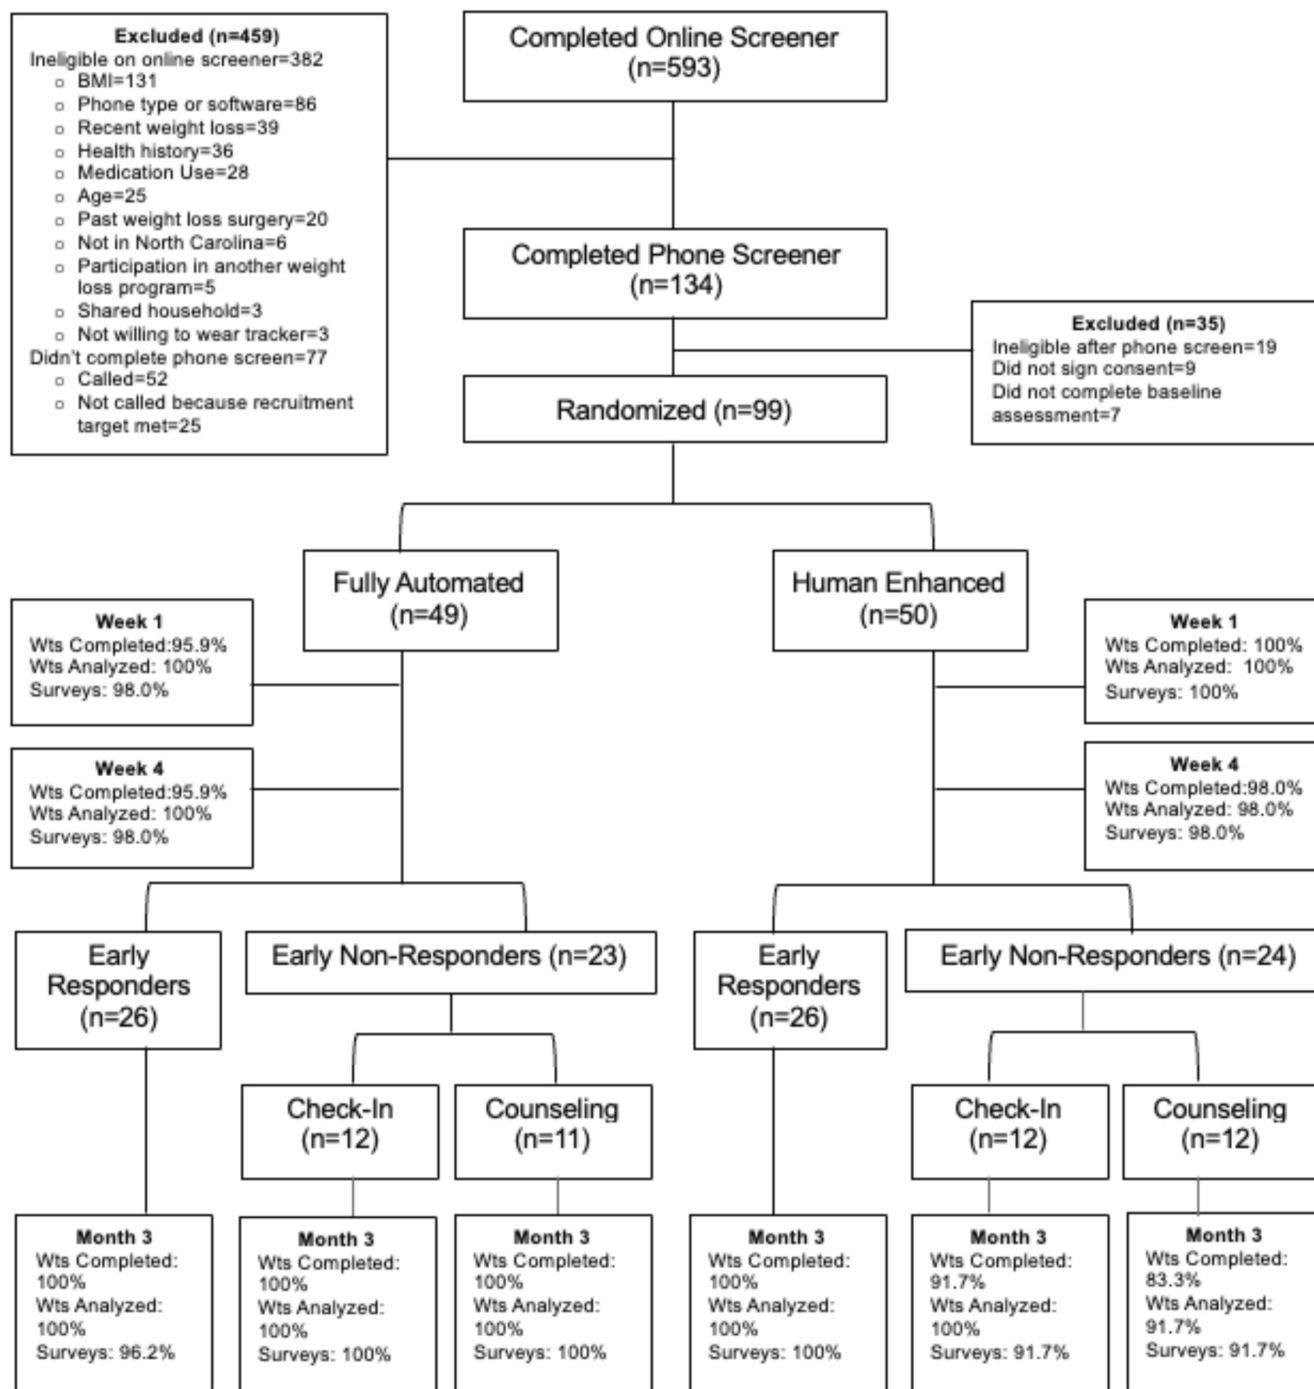 Excluded (n=459)
Ineligible on online screener=382
o BMI=131
o Phone type or software=86
o Recent weight loss=39
o Health history=36
o Medication Use=28
o Age=25
o Past weight loss surgery=20
o Not in North Carolina=6
o Participation in another weight
loss program=5
o Shared household=3
o Not willing to wear tracker=3
Didn't complete phone screen=77
o Called=52
o Not called because recruitment
target met=25
Completed Online Screener
(n=593)
Completed Phone Screener
(n=134)
Excluded (n=35)
Ineligible after phone screen=19
Did not sign consent=9
Did not complete baseline
assessment=7
Randomized (n=99)
Fully Automated
(n=49)
Human Enhanced
(n=50)
Week 1
Wts Completed:95.9%
Wts Analyzed: 100%
Surveys: 98.0%
Week 1
Wts Completed: 100%
Wts Analyzed: 100%
Surveys: 100%
Week 4
Wts Completed:95.9%
Wts Analyzed: 100%
Surveys: 98.0%
Week 4
Wts Completed:98.0%
Wts Analyzed: 98.0%
Surveys: 98.0%
Early
Responders
(n=26)
Early Non-Responders (n=23)
Early
Responders
(n=26)
Early Non-Responders (n=24)
Check-In
(n=12)
Counseling
(n=11)
Check-In
(n=12)
Counseling
(n=12)
Month 3
Wts Completed:
100%
Wts Analyzed:
100%
Surveys: 96.2%
Month 3
Wts Completed:
100%
Wts Analyzed:
100%
Surveys: 100%
Month 3
Wts Completed:
100%
Wts Analyzed:
100%
Surveys: 100%
Month 3
Wts Completed:
100%
Wts Analyzed:
100%
Surveys: 100%
Month 3
Wts Completed:
91.7%
Wts Analyzed:
100%
Surveys: 91.7%
Month 3
Wts Completed:
83.3%
Wts Analyzed:
91.7%
Surveys: 91.7%